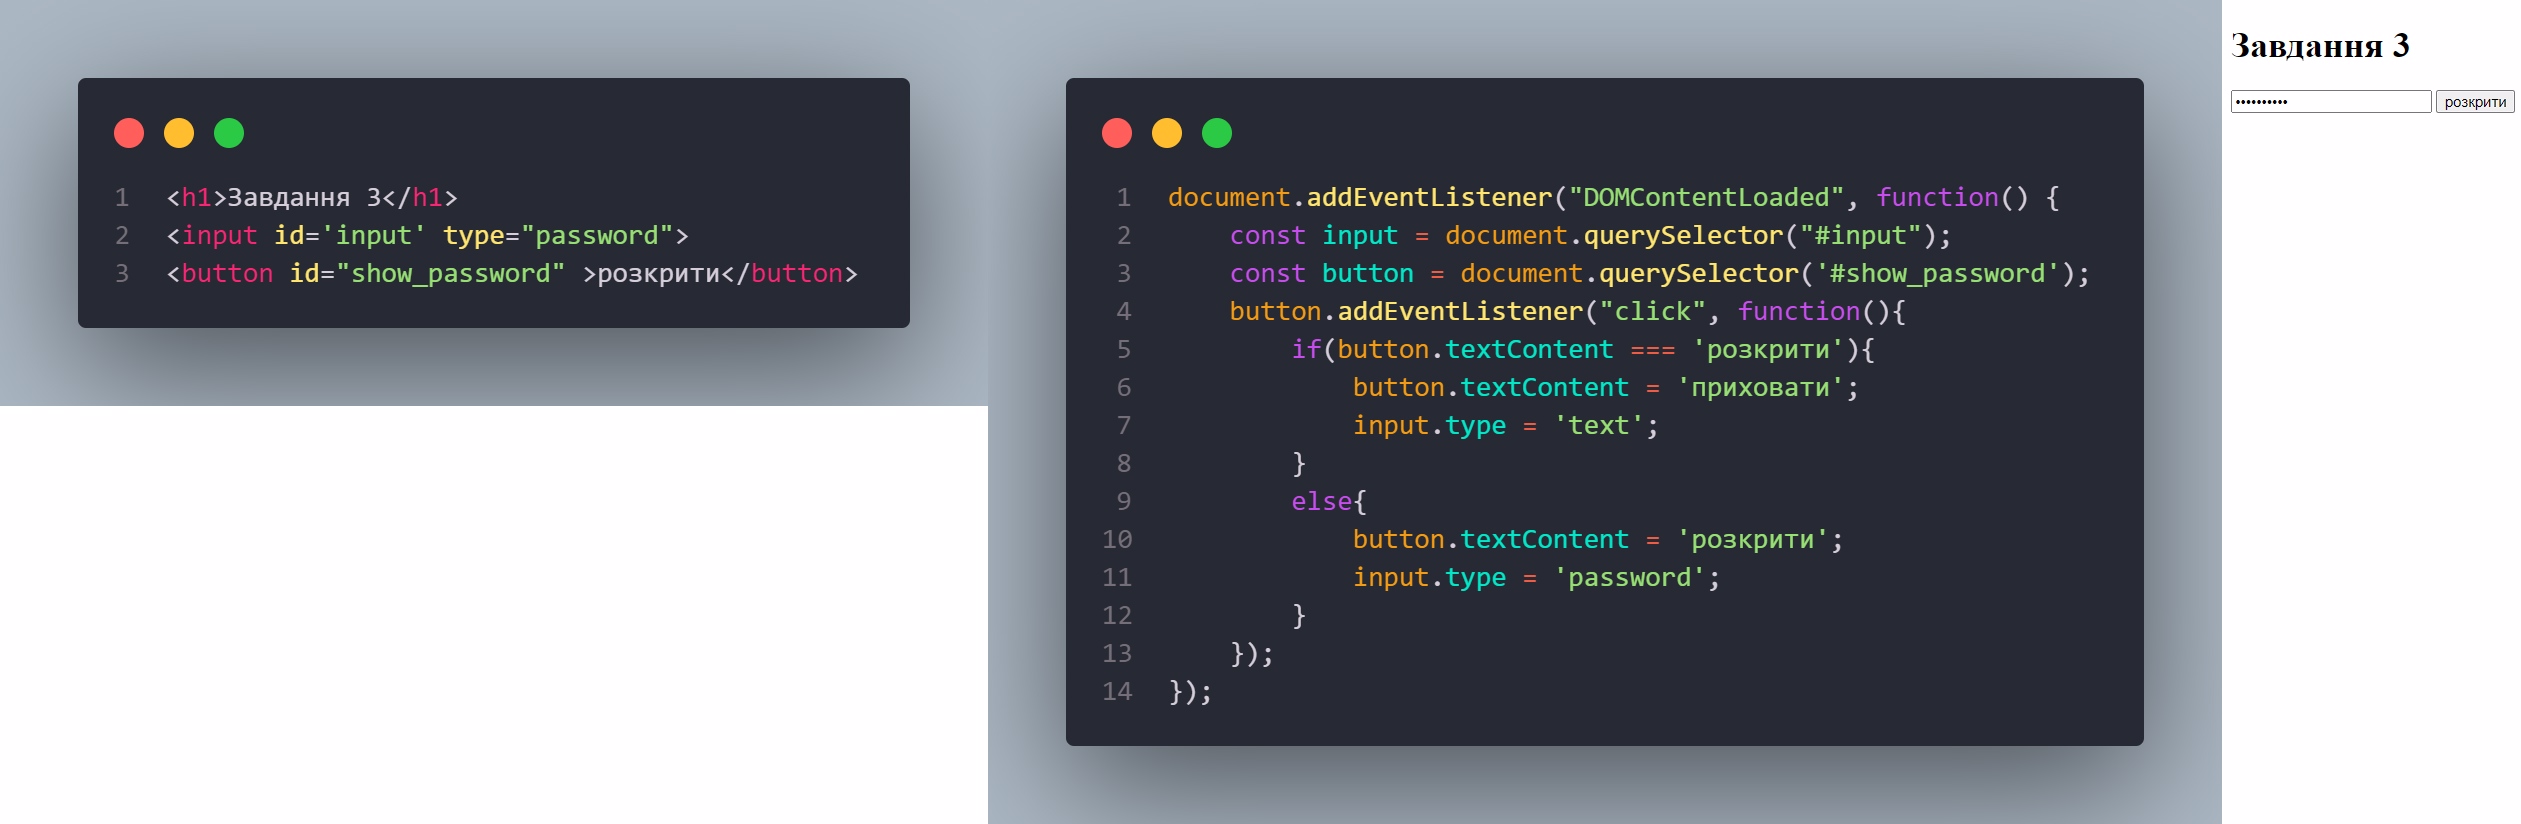 1 <h1>Завдання 3</h1>
2 <input id='input' type="password">
3 <button id="show_password" >розкрити</button>
1 document.addEventListener("DOMContentLoaded", function() {
2     const input = document.querySelector("#input");
3     const button = document.querySelector('#show_password');
4     button.addEventListener("click", function(){
5         if(button.textContent === 'розкрити'){
6             button.textContent = 'приховати';
7             input.type = 'text';
8         }
9         else{
10             button.textContent = 'розкрити';
11             input.type = 'password';
12         }
13     });
14 });
Завдання 3
•••••••••• розкрити